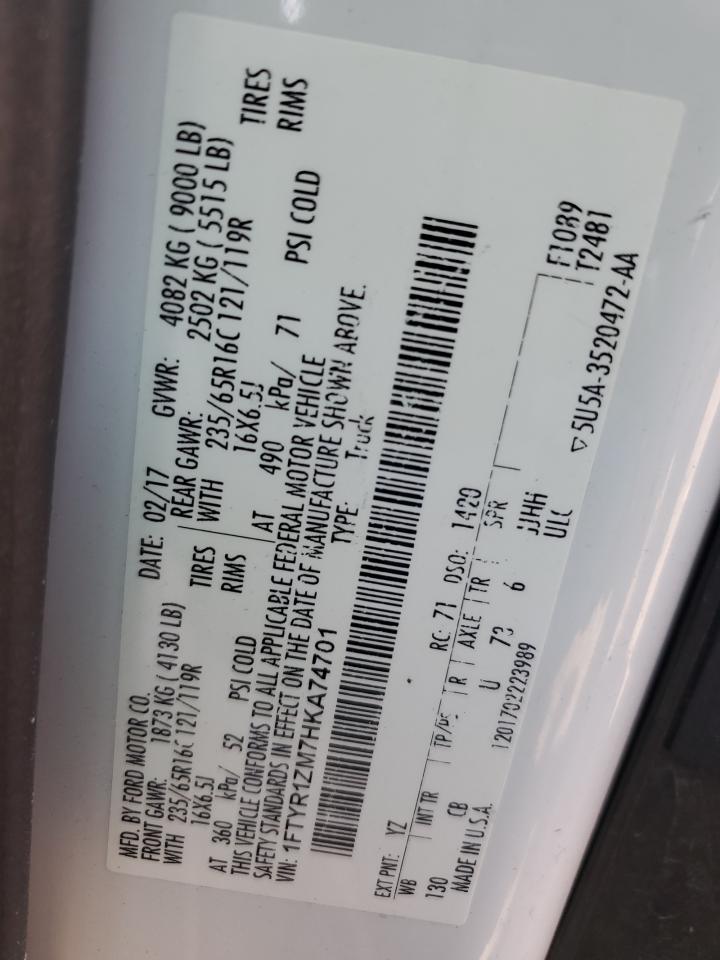 MFD. BY FORD MOTOR CO. DATE: 02/17 GVWR: 4082 KG ( 9000 LB)
FRONT GAWR: 1873 KG ( 4130 LB) REAR GAWR: 2502 KG ( 5515 LB)
WITH 235/65R16C 121/119R TIRES WITH 235/65R16C 121/119R TIRES
16X6.5J RIMS 16X6.5J RIMS
AT 360 kPa/ 52 PSI COLD AT 490 kPa/ 71 PSI COLD
THIS VEHICLE CONFORMS TO ALL APPLICABLE FEDERAL MOTOR VEHICLE
SAFETY STANDARDS IN EFFECT ON THE DATE OF MANUFACTURE SHOWN ABOVE.
VIN: 1FTYR1ZM7HKA74701 TYPE: Truck
EXT PNT: YZ RC: 71 DSO: 1420
WB INT TR TP/PS R AXLE TR SPR
130 CB U 73 6 JJHH
MADE IN U.S.A. ULC
1201702223989
F1089
T2481
▽5U5A-3520472-AA